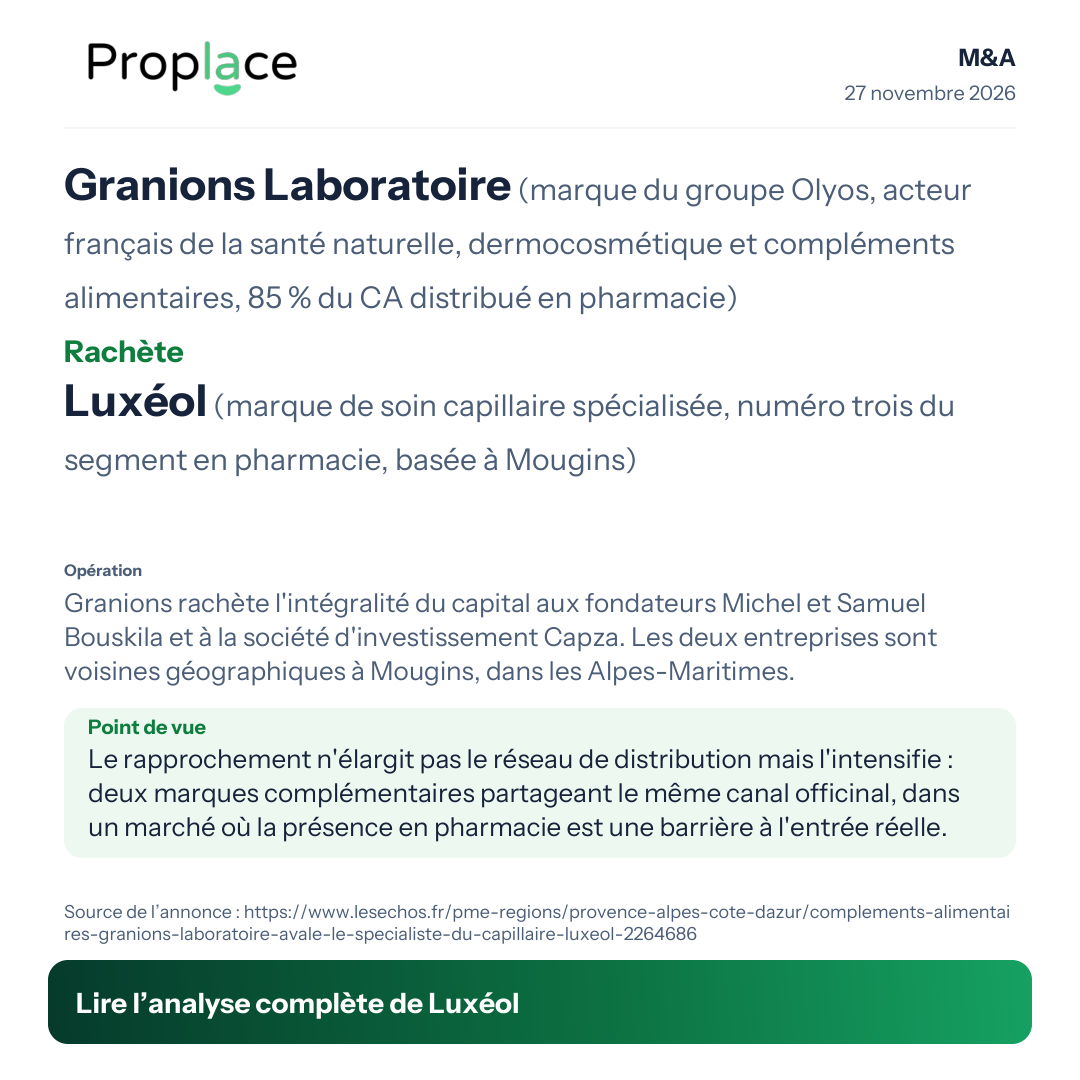 Proplace
M&A
27 novembre 2026
Granions Laboratoire (marque du groupe Olyos, acteur
français de la santé naturelle, dermocosmétique et compléments
alimentaires, 85 % du CA distribué en pharmacie)
Rachète
Luxéol (marque de soin capillaire spécialisée, numéro trois du
segment en pharmacie, basée à Mougins)
Opération
Granions rachète l'intégralité du capital aux fondateurs Michel et Samuel
Bouskila et à la société d'investissement Capza. Les deux entreprises sont
voisines géographiques à Mougins, dans les Alpes-Maritimes.
Point de vue
Le rapprochement n'élargit pas le réseau de distribution mais l'intensifie :
deux marques complémentaires partageant le même canal officinal, dans
un marché où la présence en pharmacie est une barrière à l'entrée réelle.
Source de l’annonce : https://www.lesechos.fr/pme-regions/provence-alpes-cote-dazur/complements-alimentai
res-granions-laboratoire-avale-le-specialiste-du-capillaire-luxeol-2264686
Lire l’analyse complète de Luxéol